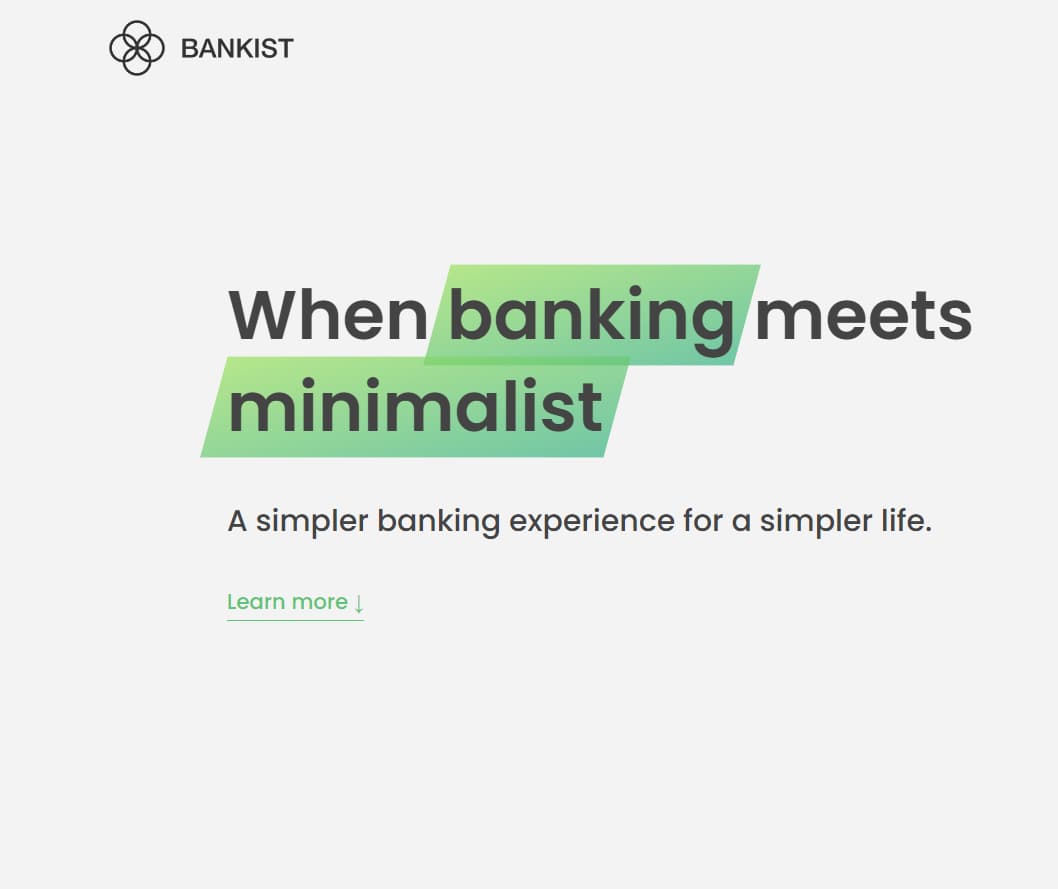 BANKIST
When banking meets
minimalist
A simpler banking experience for a simpler life.
Learn more ↓